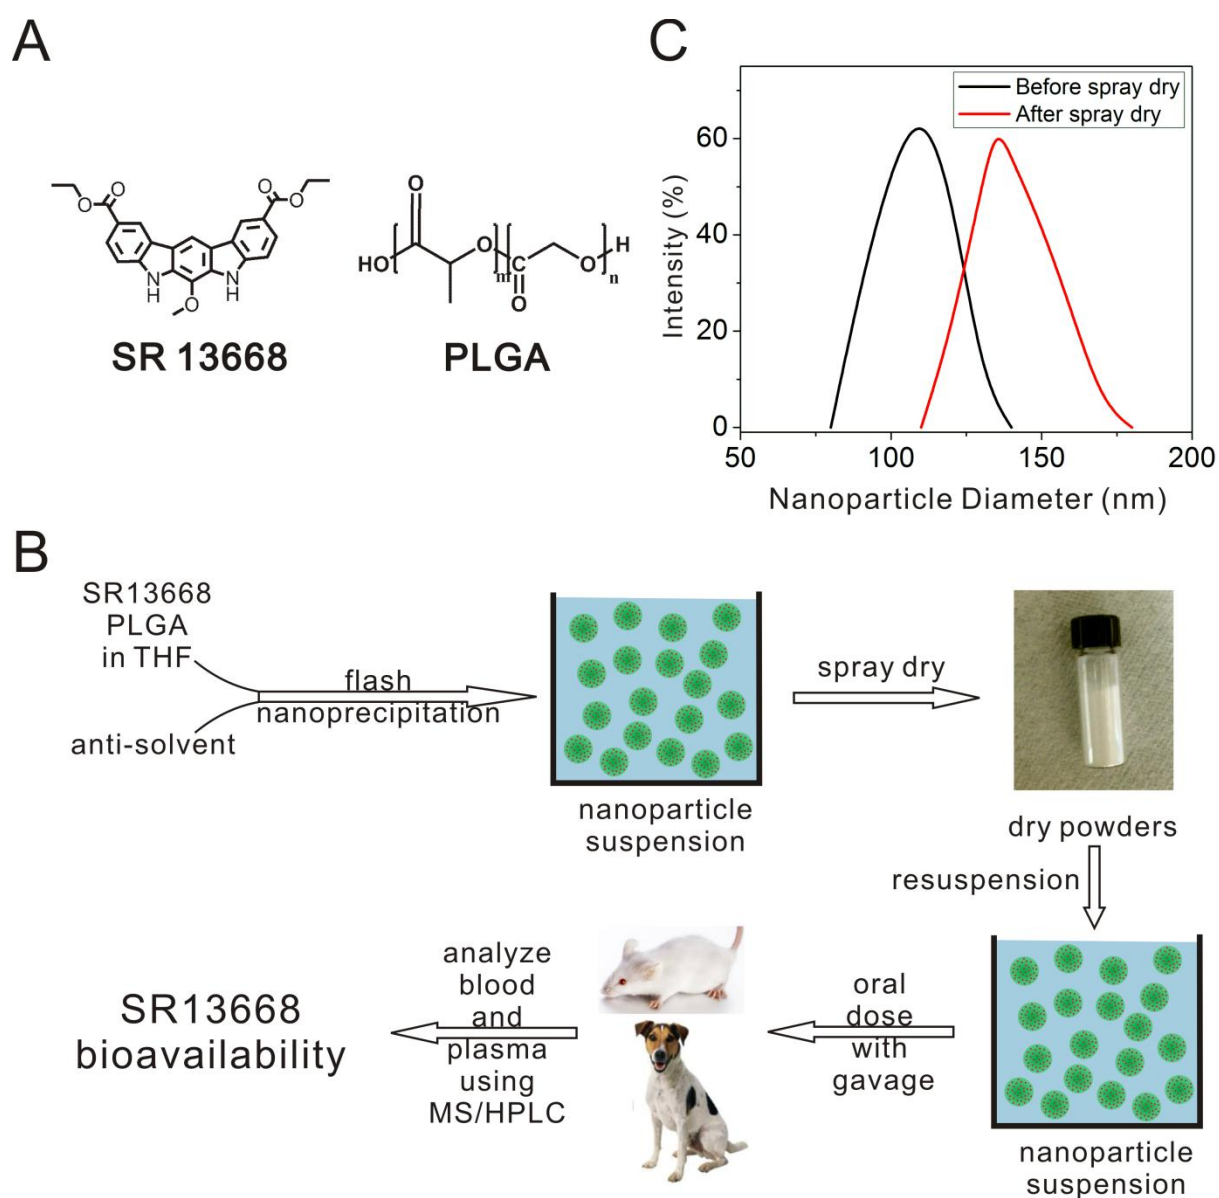 A
O
O
O
O
N
H
N
H
O
SR 13668
O
HO
O
m
O
O
H
n
PLGA
C
Before spray dry
After spray dry
Intensity (%)
60
40
20
0
50
100
150
200
Nanoparticle Diameter (nm)
B
SR13668
PLGA
in THF
anti-solvent
flash
nanoprecipitation
nanoparticle
suspension
spray dry
dry powders
resuspension
nanoparticle
suspension
oral
dose
with
gavage
analyze
blood
and
plasma
using
MS/HPLC
SR13668
bioavailability